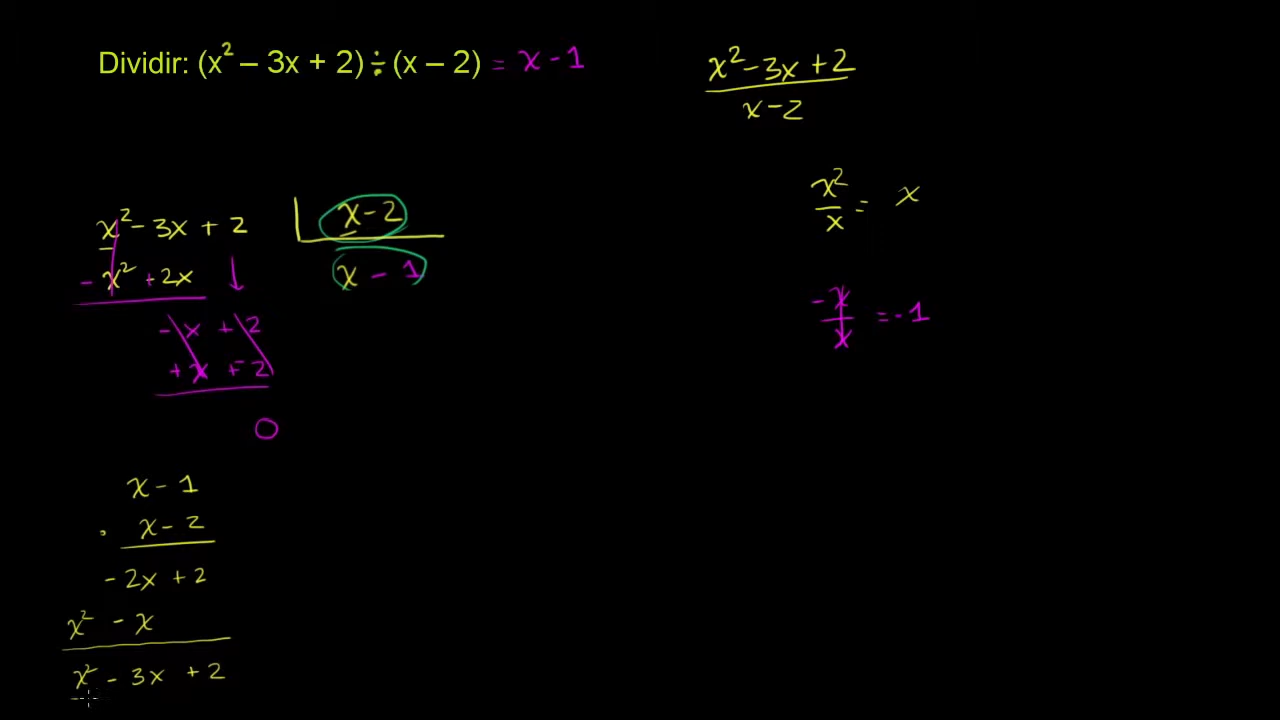 Dividir: (x² – 3x + 2) ÷ (x – 2) = x - 1
x² - 3x + 2
x - 2
x² - 3x + 2 | x - 2
- x² + 2x
x - 1
- x + 2
+ x - 2
0
x²
x = x
- x
x = - 1
x - 1
· x - 2
- 2x + 2
x² - x
x² - 3x + 2